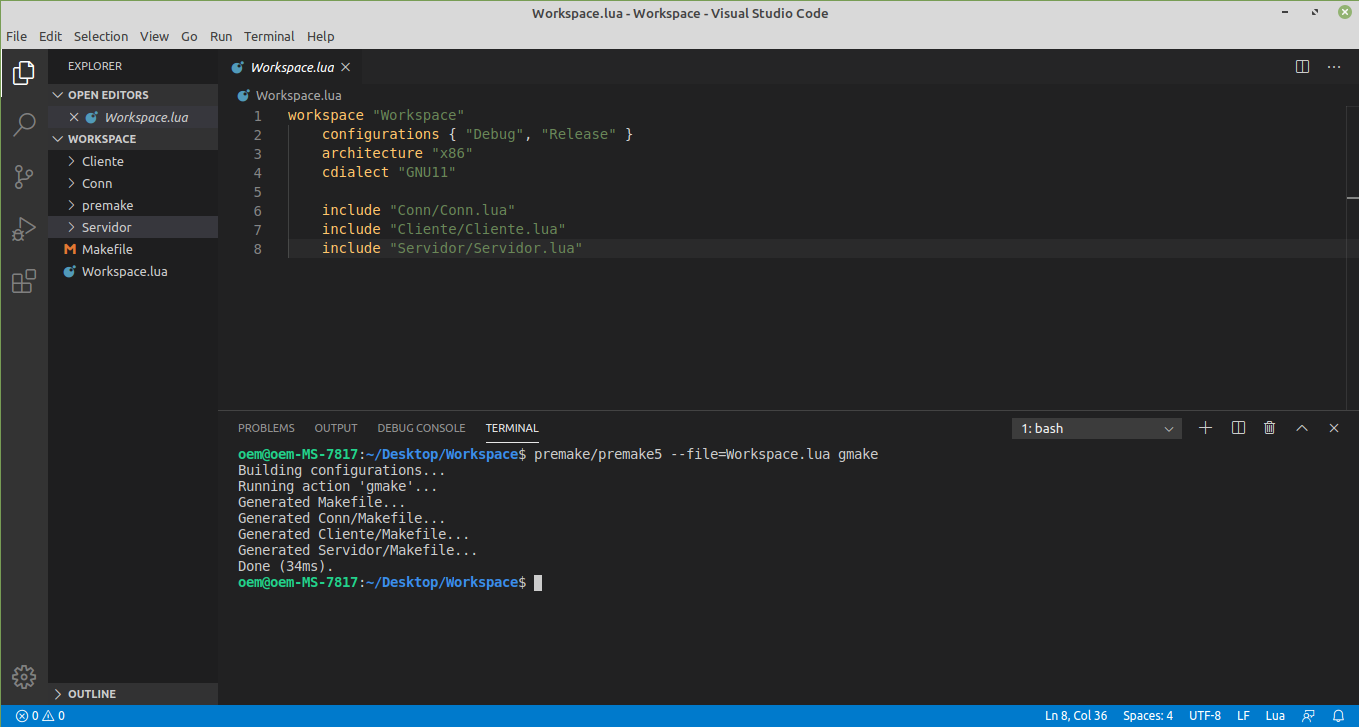 Workspace.lua - Workspace - Visual Studio Code
File Edit Selection View Go Run Terminal Help
EXPLORER
OPEN EDITORS
Workspace.lua
WORKSPACE
Cliente
Conn
premake
Servidor
Makefile
Workspace.lua
OUTLINE
Workspace.lua
Workspace.lua
1 workspace "Workspace"
2 configurations { "Debug", "Release" }
3 architecture "x86"
4 cdialect "GNU11"
5
6 include "Conn/Conn.lua"
7 include "Cliente/Cliente.lua"
8 include "Servidor/Servidor.lua"
PROBLEMS OUTPUT DEBUG CONSOLE TERMINAL 1: bash
oem@oem-MS-7817:~/Desktop/Workspace$ premake/premake5 --file=Workspace.lua gmake
Building configurations...
Running action 'gmake'...
Generated Makefile...
Generated Conn/Makefile...
Generated Cliente/Makefile...
Generated Servidor/Makefile...
Done (34ms).
oem@oem-MS-7817:~/Desktop/Workspace$
0 0 Ln 8, Col 36 Spaces: 4 UTF-8 LF Lua